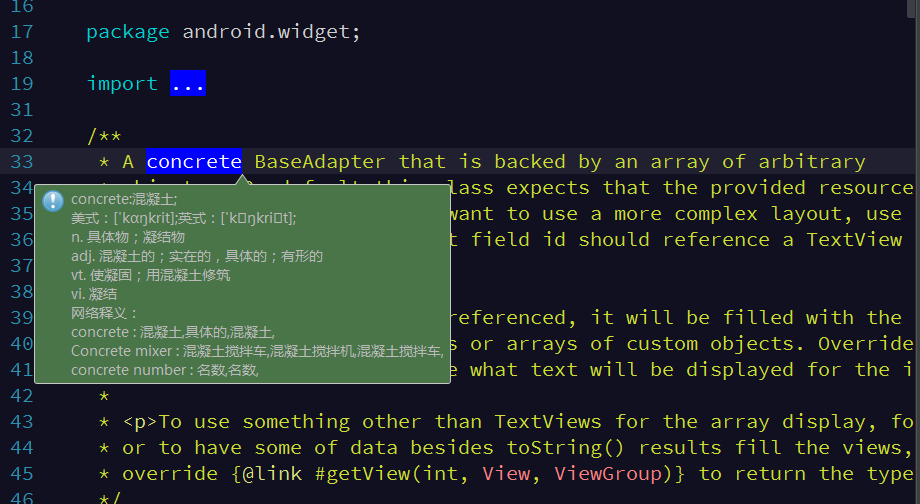 16
17 package android.widget;
18
19 import ...
31
32 /**
33 * A concrete BaseAdapter that is backed by an array of arbitrary
34 class expects that the provided resource
35 want to use a more complex layout, use
36 field id should reference a TextView
37
38
39 referenced, it will be filled with the
40 or arrays of custom objects. Override
41 what text will be displayed for the
42 *
43 * <p>To use something other than TextViews for the array display, fo
44 * or to have some of data besides toString() results fill the views,
45 * override {@link #getView(int, View, ViewGroup)} to return the type
46 */
concrete:混凝土;
美式：['kɑŋkrit];英式：['k▯ŋkri▯t];
n. 具体物；凝结物
adj. 混凝土的；实在的，具体的；有形的
vt. 使凝固；用混凝土修筑
vi. 凝结
网络释义：
concrete : 混凝土,具体的,混凝土,
Concrete mixer : 混凝土搅拌车,混凝土搅拌机,混凝土搅拌车,
concrete number : 名数,名数,